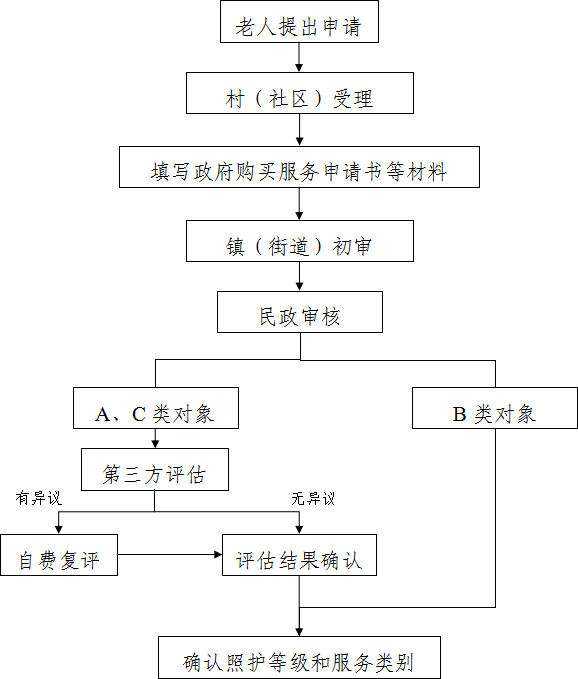 老人提出申请
村（社区）受理
填写政府购买服务申请书等材料
镇（街道）初审
民政审核
A、C 类对象
B 类对象
第三方评估
有异议
无异议
自费复评
评估结果确认
确认照护等级和服务类别